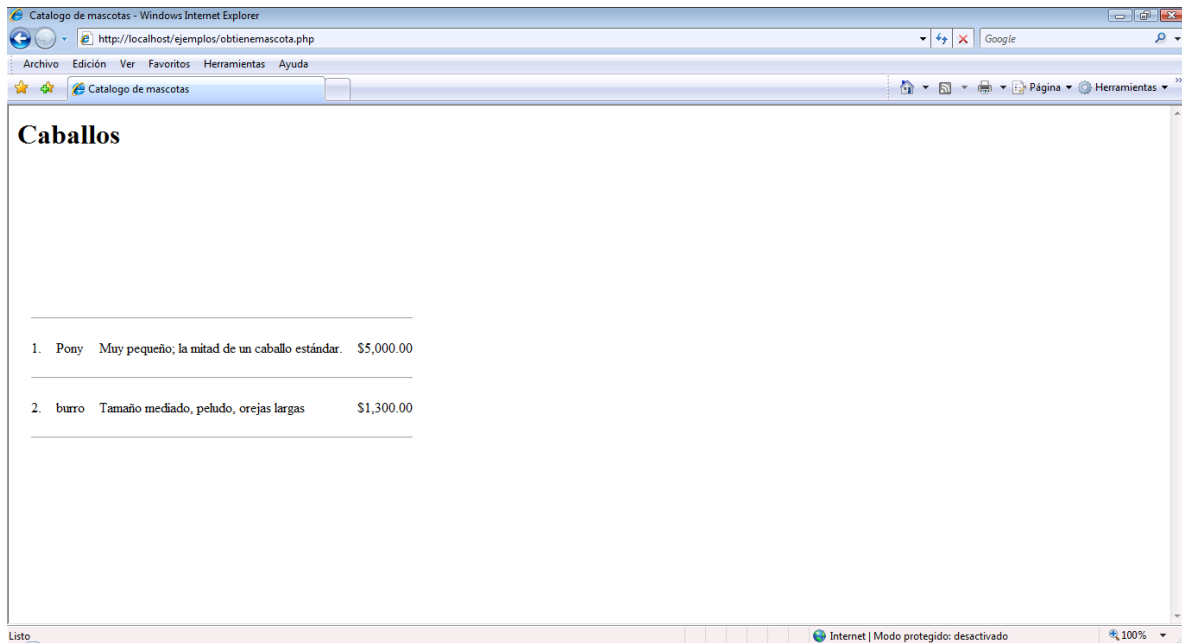 Catalogo de mascotas - Windows Internet Explorer
http://localhost/ejemplos/obtienemascota.php
Google
Archivo Edición Ver Favoritos Herramientas Ayuda
Catalogo de mascotas
Página Herramientas
Caballos
1. Pony Muy pequeño; la mitad de un caballo estándar. $5,000.00
2. burro Tamaño mediado, peludo, orejas largas $1,300.00
Listo
Internet | Modo protegido: desactivado
100%